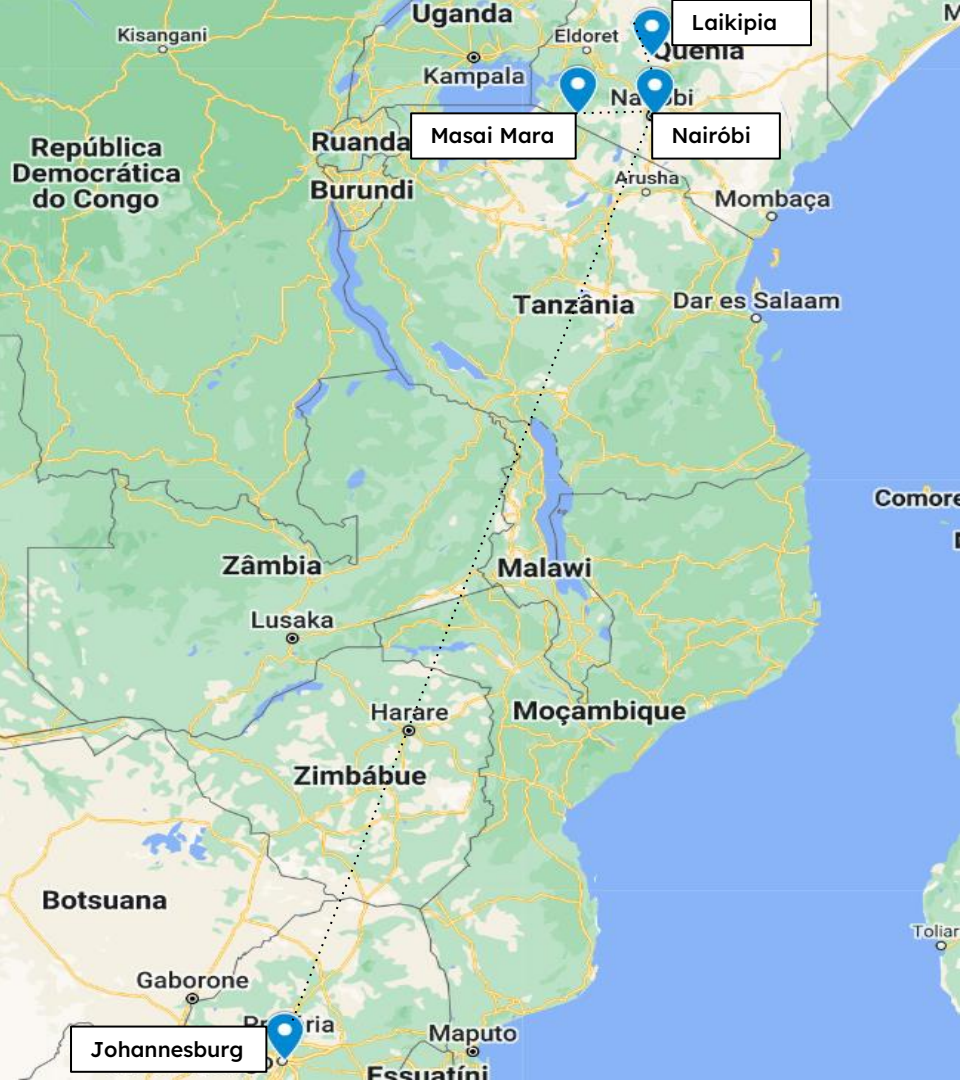 Uganda
Laikipia
Kisangani
Eldoret
Quênia
Kampala
Masai Mara
Nairóbi
Ruanda
República
Democrática
do Congo
Burundi
Arusha
Mombaça
Tanzânia
Dar es Salaam
Comore
Zâmbia
Malawi
Lusaka
Harare
Moçambique
Zimbábue
Botsuana
Toliar
Gaborone
Maputo
Johannesburg
Essuatíni